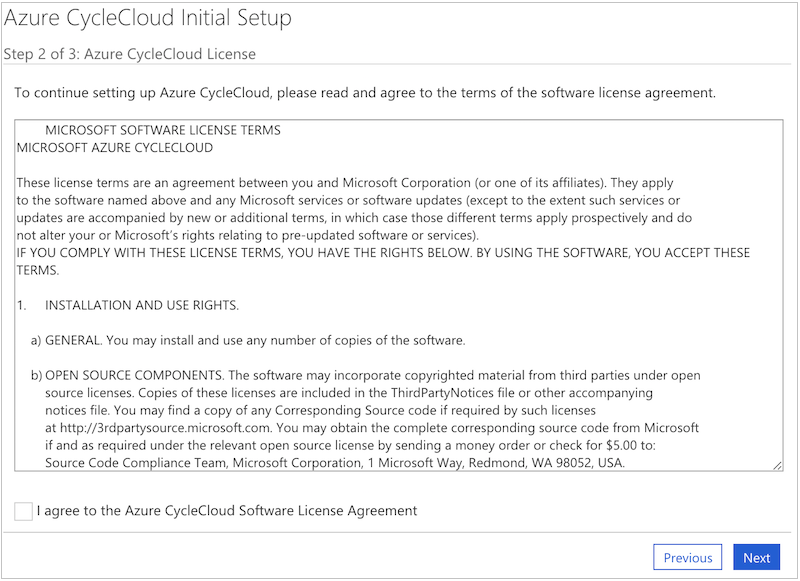 Azure CycleCloud Initial Setup
Step 2 of 3: Azure CycleCloud License
To continue setting up Azure CycleCloud, please read and agree to the terms of the software license agreement.
MICROSOFT SOFTWARE LICENSE TERMS
MICROSOFT AZURE CYCLECLOUD
These license terms are an agreement between you and Microsoft Corporation (or one of its affiliates). They apply
to the software named above and any Microsoft services or software updates (except to the extent such services or
updates are accompanied by new or additional terms, in which case those different terms apply prospectively and do
not alter your or Microsoft's rights relating to pre-updated software or services).
IF YOU COMPLY WITH THESE LICENSE TERMS, YOU HAVE THE RIGHTS BELOW. BY USING THE SOFTWARE, YOU ACCEPT THESE
TERMS.
1. INSTALLATION AND USE RIGHTS.
a) GENERAL. You may install and use any number of copies of the software.
b) OPEN SOURCE COMPONENTS. The software may incorporate copyrighted material from third parties under open
source licenses. Copies of these licenses are included in the ThirdPartyNotices file or other accompanying
notices file. You may find a copy of any Corresponding Source code if required by such licenses
at http://3rdpartysource.microsoft.com. You may obtain the complete corresponding source code from Microsoft
if and as required under the relevant open source license by sending a money order or check for $5.00 to:
Source Code Compliance Team, Microsoft Corporation, 1 Microsoft Way, Redmond, WA 98052, USA.
I agree to the Azure CycleCloud Software License Agreement
Previous Next